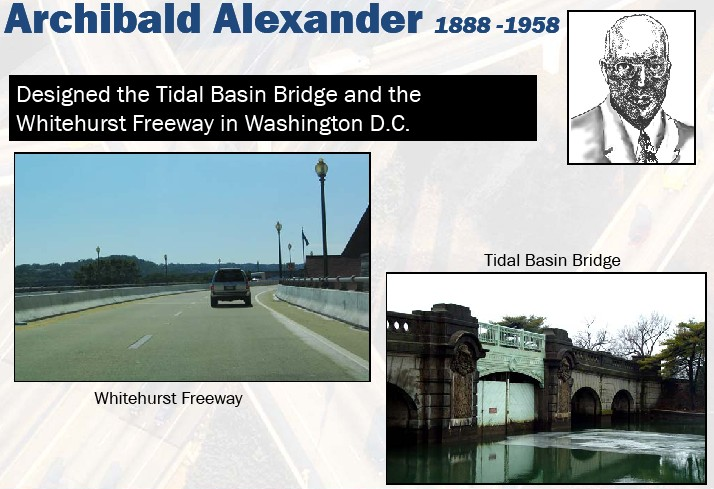 Archibald Alexander 1888 -1958
Designed the Tidal Basin Bridge and the
Whitehurst Freeway in Washington D.C.
Tidal Basin Bridge
Whitehurst Freeway